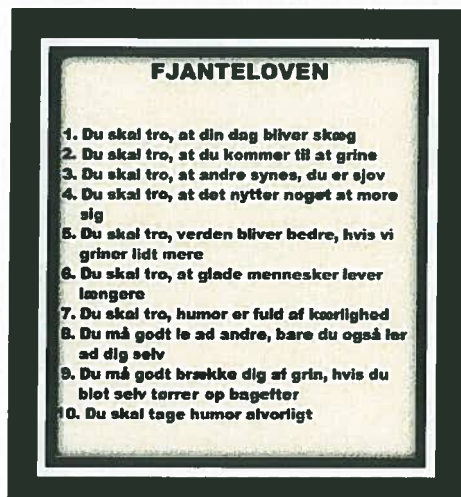 FJANTELOVEN
1. Du skal tro, at din dag bliver skæg
2. Du skal tro, at du kommer til at grine
3. Du skal tro, at andre synes, du er sjov
4. Du skal tro, at det nytter noget at more
sig
5. Du skal tro, verden bliver bedre, hvis vi
griner lidt mere
6. Du skal tro, at glade mennesker lever
længere
7. Du skal tro, humor er fuld af kærlighed
8. Du må godt le ad andre, bare du også ler
ad dig selv
9. Du må godt brække dig af grin, hvis du
blot selv tørrer op bagefter
10. Du skal tage humor alvorligt